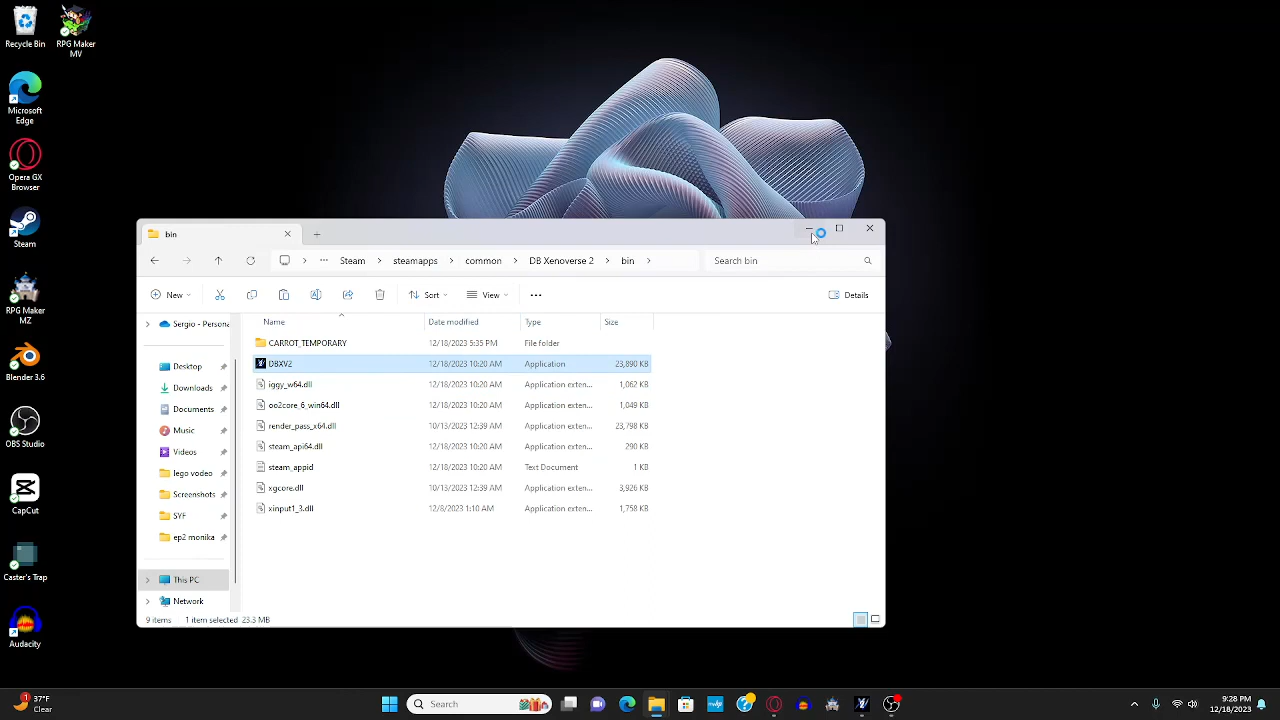 Recycle Bin
RPG Maker
MV
Microsoft
Edge
Opera GX
Browser
Steam
RPG Maker
MZ
Blender 3.6
OBS Studio
CapCut
Caster's Trap
Audacity
bin
Steam
steamapps
common
DB Xenoverse 2
bin
Search bin
New
Sort
View
Details
Name
Date modified
Type
Size
Sergio - Persona
Desktop
Downloads
Documents
Music
Videos
lego vodeo
Screenshots
SYF
ep2 monika
This PC
Network
CARROT_TEMPORARY 12/18/2023 5:35 PM File folder
DBXV2 12/18/2023 10:20 AM Application 23,890 KB
iggy_w64.dll 12/18/2023 10:20 AM Application exten... 1,062 KB
oo2core_6_win64.dll 12/18/2023 10:20 AM Application exten... 1,049 KB
render_pass_x64.dll 10/13/2023 12:39 AM Application exten... 23,798 KB
steam_api64.dll 12/18/2023 10:20 AM Application exten... 290 KB
steam_appid 12/18/2023 10:20 AM Text Document 1 KB
xgcore.dll 10/13/2023 12:39 AM Application exten... 3,926 KB
xinput1_3.dll 12/8/2023 1:10 AM Application exten... 1,758 KB
9 items 1 item selected 23.3 MB
1
37°F
Clear
Search
9:28 PM
12/18/2023